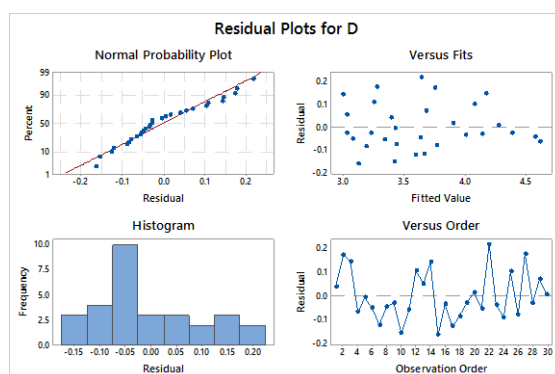 Residual Plots for D
Normal Probability Plot
99
90
50
10
1
Percent
-0.2 -0.1 0.0 0.1 0.2
Residual
Versus Fits
0.2
0.1
0.0
-0.1
-0.2
Residual
3.0 3.5 4.0 4.5
Fitted Value
Histogram
10.0
7.5
5.0
2.5
0.0
Frequency
-0.15 -0.10 -0.05 0.00 0.05 0.10 0.15 0.20
Residual
Versus Order
0.2
0.1
0.0
-0.1
-0.2
Residual
2 4 6 8 10 12 14 16 18 20 22 24 26 28 30
Observation Order